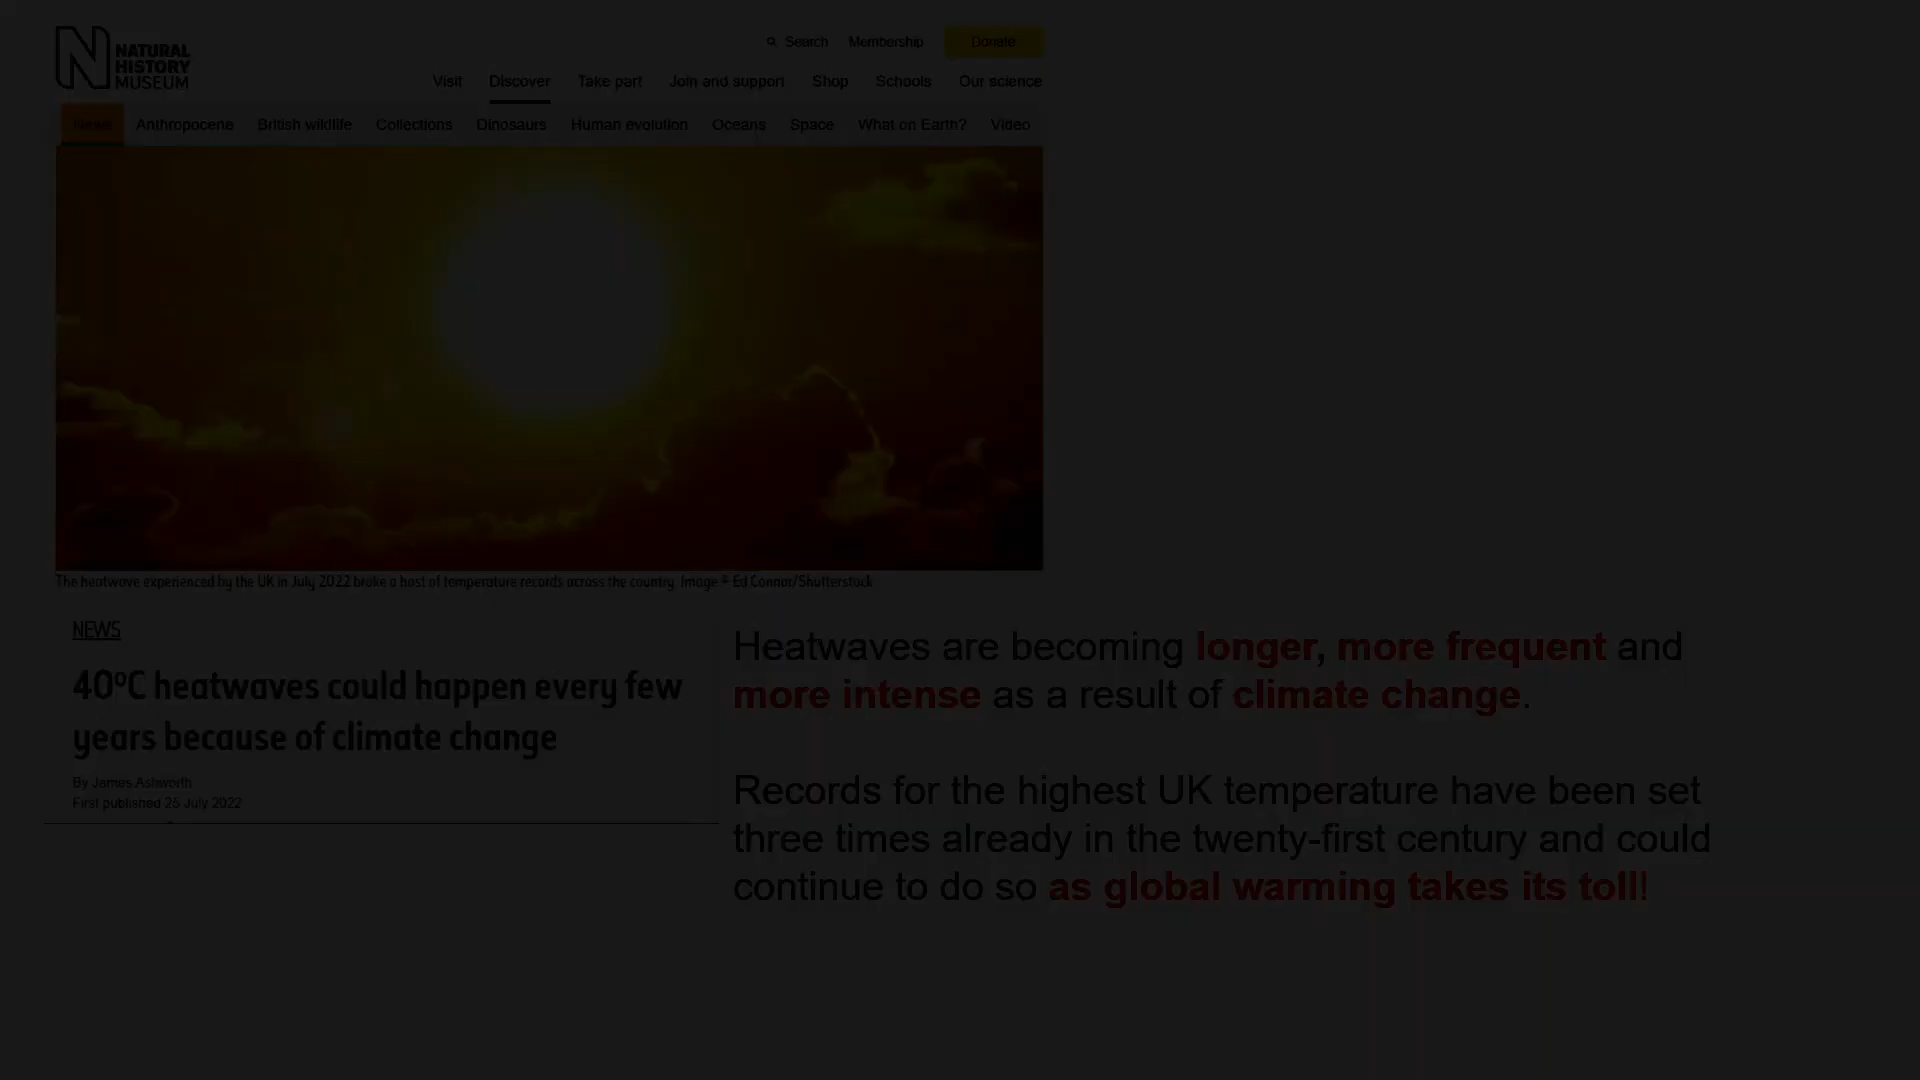 NATURAL
HISTORY
MUSEUM
Search Membership Donate
Visit Discover Take part Join and support Shop Schools Our science
News Anthropocene British wildlife Collections Dinosaurs Human evolution Oceans Space What on Earth? Video
The heatwave experienced by the UK in July 2022 broke a host of temperature records across the country. Image © Ed Connor/Shutterstock
NEWS
40ºC heatwaves could happen every few
years because of climate change
By James Ashworth
First published 25 July 2022
Heatwaves are becoming longer, more frequent and
more intense as a result of climate change.
Records for the highest UK temperature have been set
three times already in the twenty-first century and could
continue to do so as global warming takes its toll!